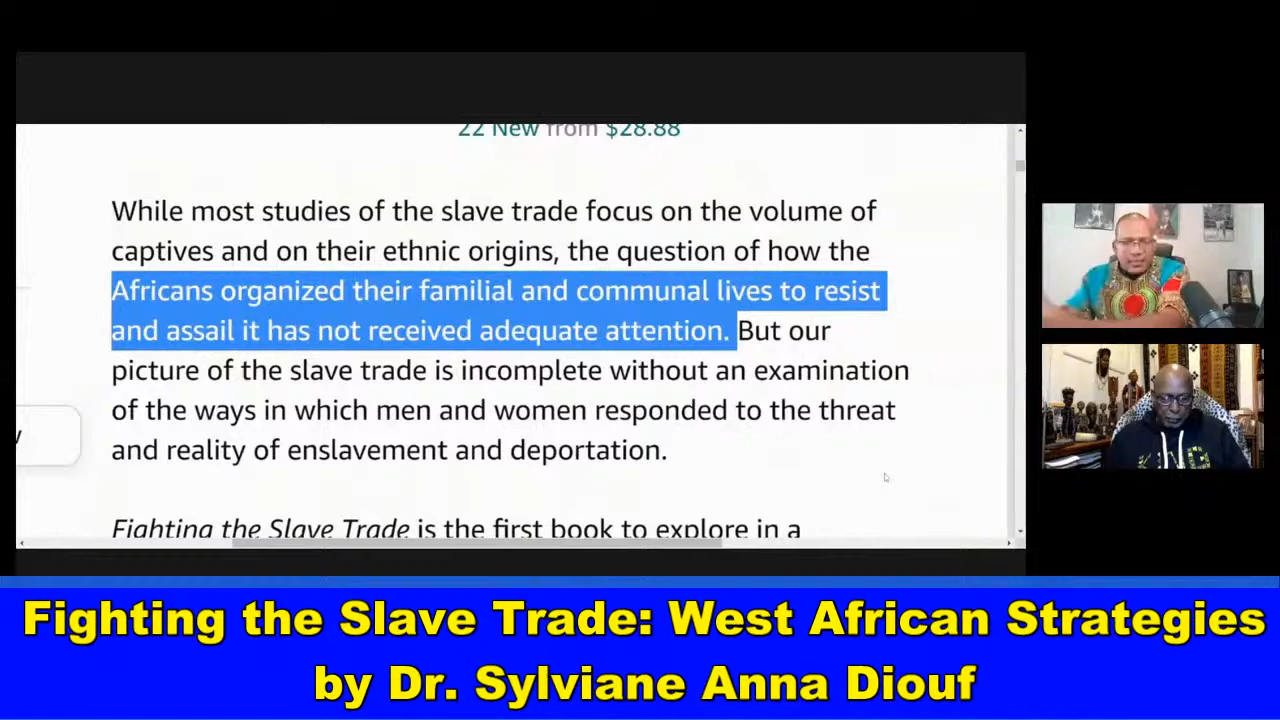 22 New from $28.88
While most studies of the slave trade focus on the volume of
captives and on their ethnic origins, the question of how the
Africans organized their familial and communal lives to resist
and assail it has not received adequate attention. But our
picture of the slave trade is incomplete without an examination
of the ways in which men and women responded to the threat
and reality of enslavement and deportation.
Fighting the Slave Trade is the first book to explore in a
Fighting the Slave Trade: West African Strategies
by Dr. Sylviane Anna Diouf